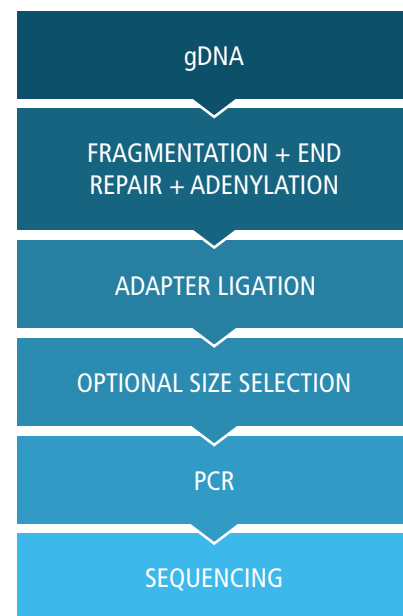 gDNA
FRAGMENTATION + END
REPAIR + ADENYLATION
ADAPTER LIGATION
OPTIONAL SIZE SELECTION
PCR
SEQUENCING